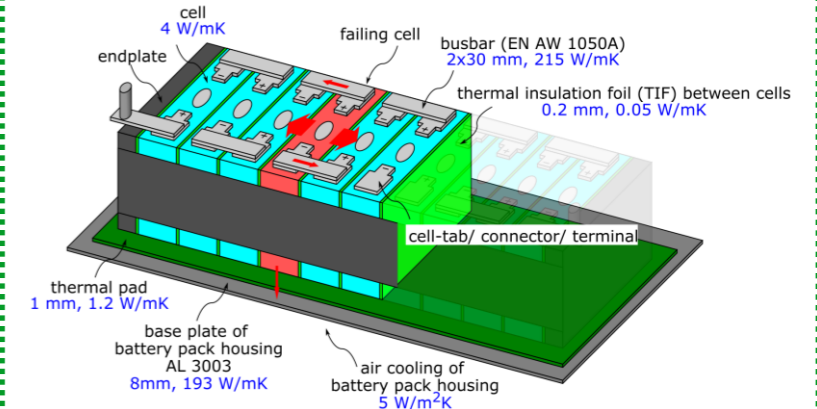 cell
4 W/mK
endplate
failing cell
busbar (EN AW 1050A)
2x30 mm, 215 W/mK
thermal insulation foil (TIF) between cells
0.2 mm, 0.05 W/mK
cell-tab/ connector/ terminal
thermal pad
1 mm, 1.2 W/mK
base plate of
battery pack housing
AL 3003
8mm, 193 W/mK
air cooling of
battery pack housing
5 W/m²K